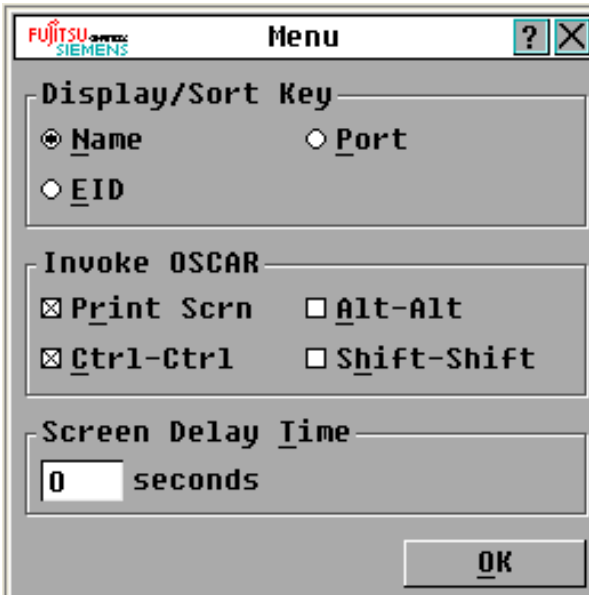 FUJITSU
SIEMENS
Menu
?
X
Display/Sort Key
Name
Port
EID
Invoke OSCAR
Print Scrn
Alt-Alt
Ctrl-Ctrl
Shift-Shift
Screen Delay Time
0 seconds
OK